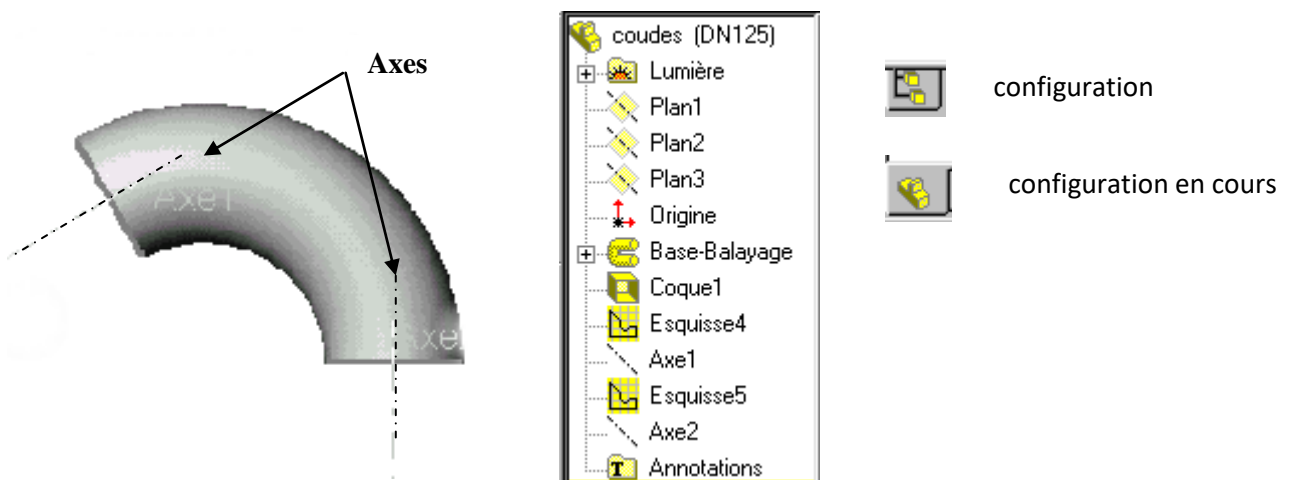 Axes
Axe1
Axe
coudes (DN125)
Lumière
Plan1
Plan2
Plan3
Origine
Base-Balayage
Coque1
Esquisse4
Axe1
Esquisse5
Axe2
Annotations
configuration
configuration en cours